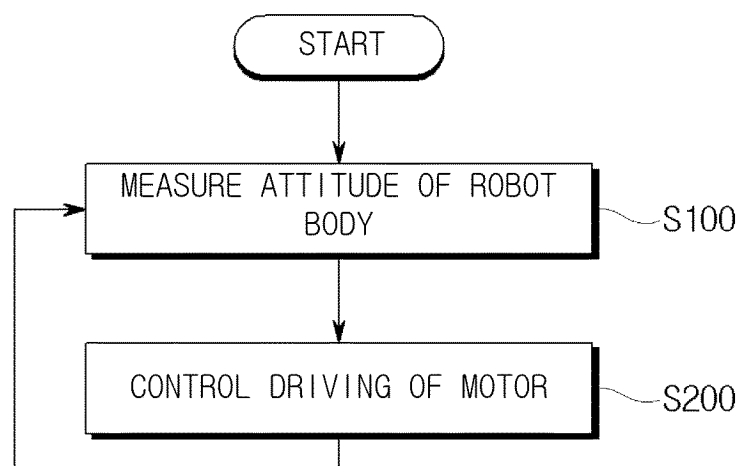 START
MEASURE ATTITUDE OF ROBOT
BODY
S100
CONTROL DRIVING OF MOTOR
S200